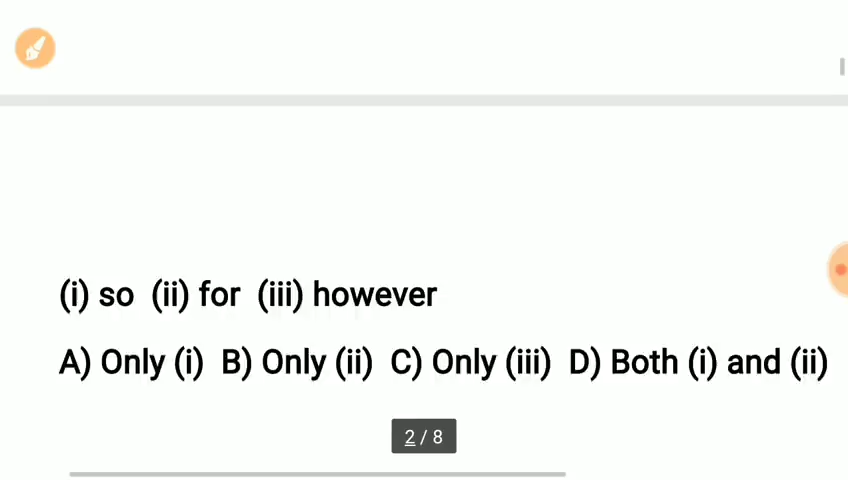 (i) so (ii) for (iii) however
A) Only (i) B) Only (ii) C) Only (iii) D) Both (i) and (ii)
2 / 8